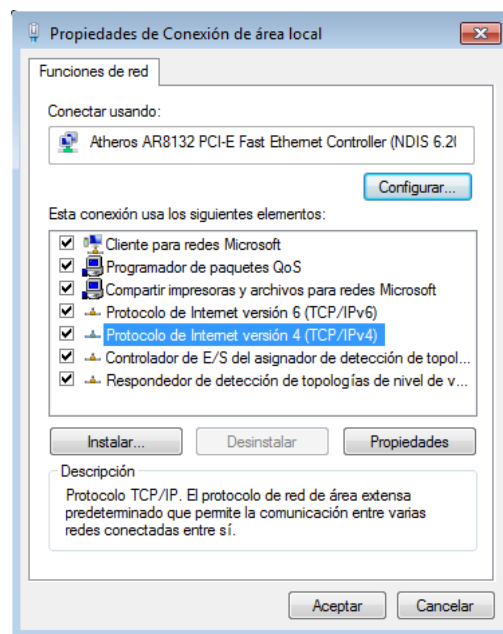 Propiedades de Conexión de área local
Funciones de red
Conectar usando:
Atheros AR8132 PCI-E Fast Ethernet Controller (NDIS 6.20
Configurar...
Esta conexión usa los siguientes elementos:
Cliente para redes Microsoft
Programador de paquetes QoS
Compartir impresoras y archivos para redes Microsoft
Protocolo de Internet versión 6 (TCP/IPv6)
Protocolo de Internet versión 4 (TCP/IPv4)
Controlador de E/S del asignador de detección de topol...
Respondedor de detección de topologías de nivel de v...
Instalar...
Desinstalar
Propiedades
Descripción
Protocolo TCP/IP. El protocolo de red de área extensa
predeterminado que permite la comunicación entre varias
redes conectadas entre sí.
Aceptar
Cancelar